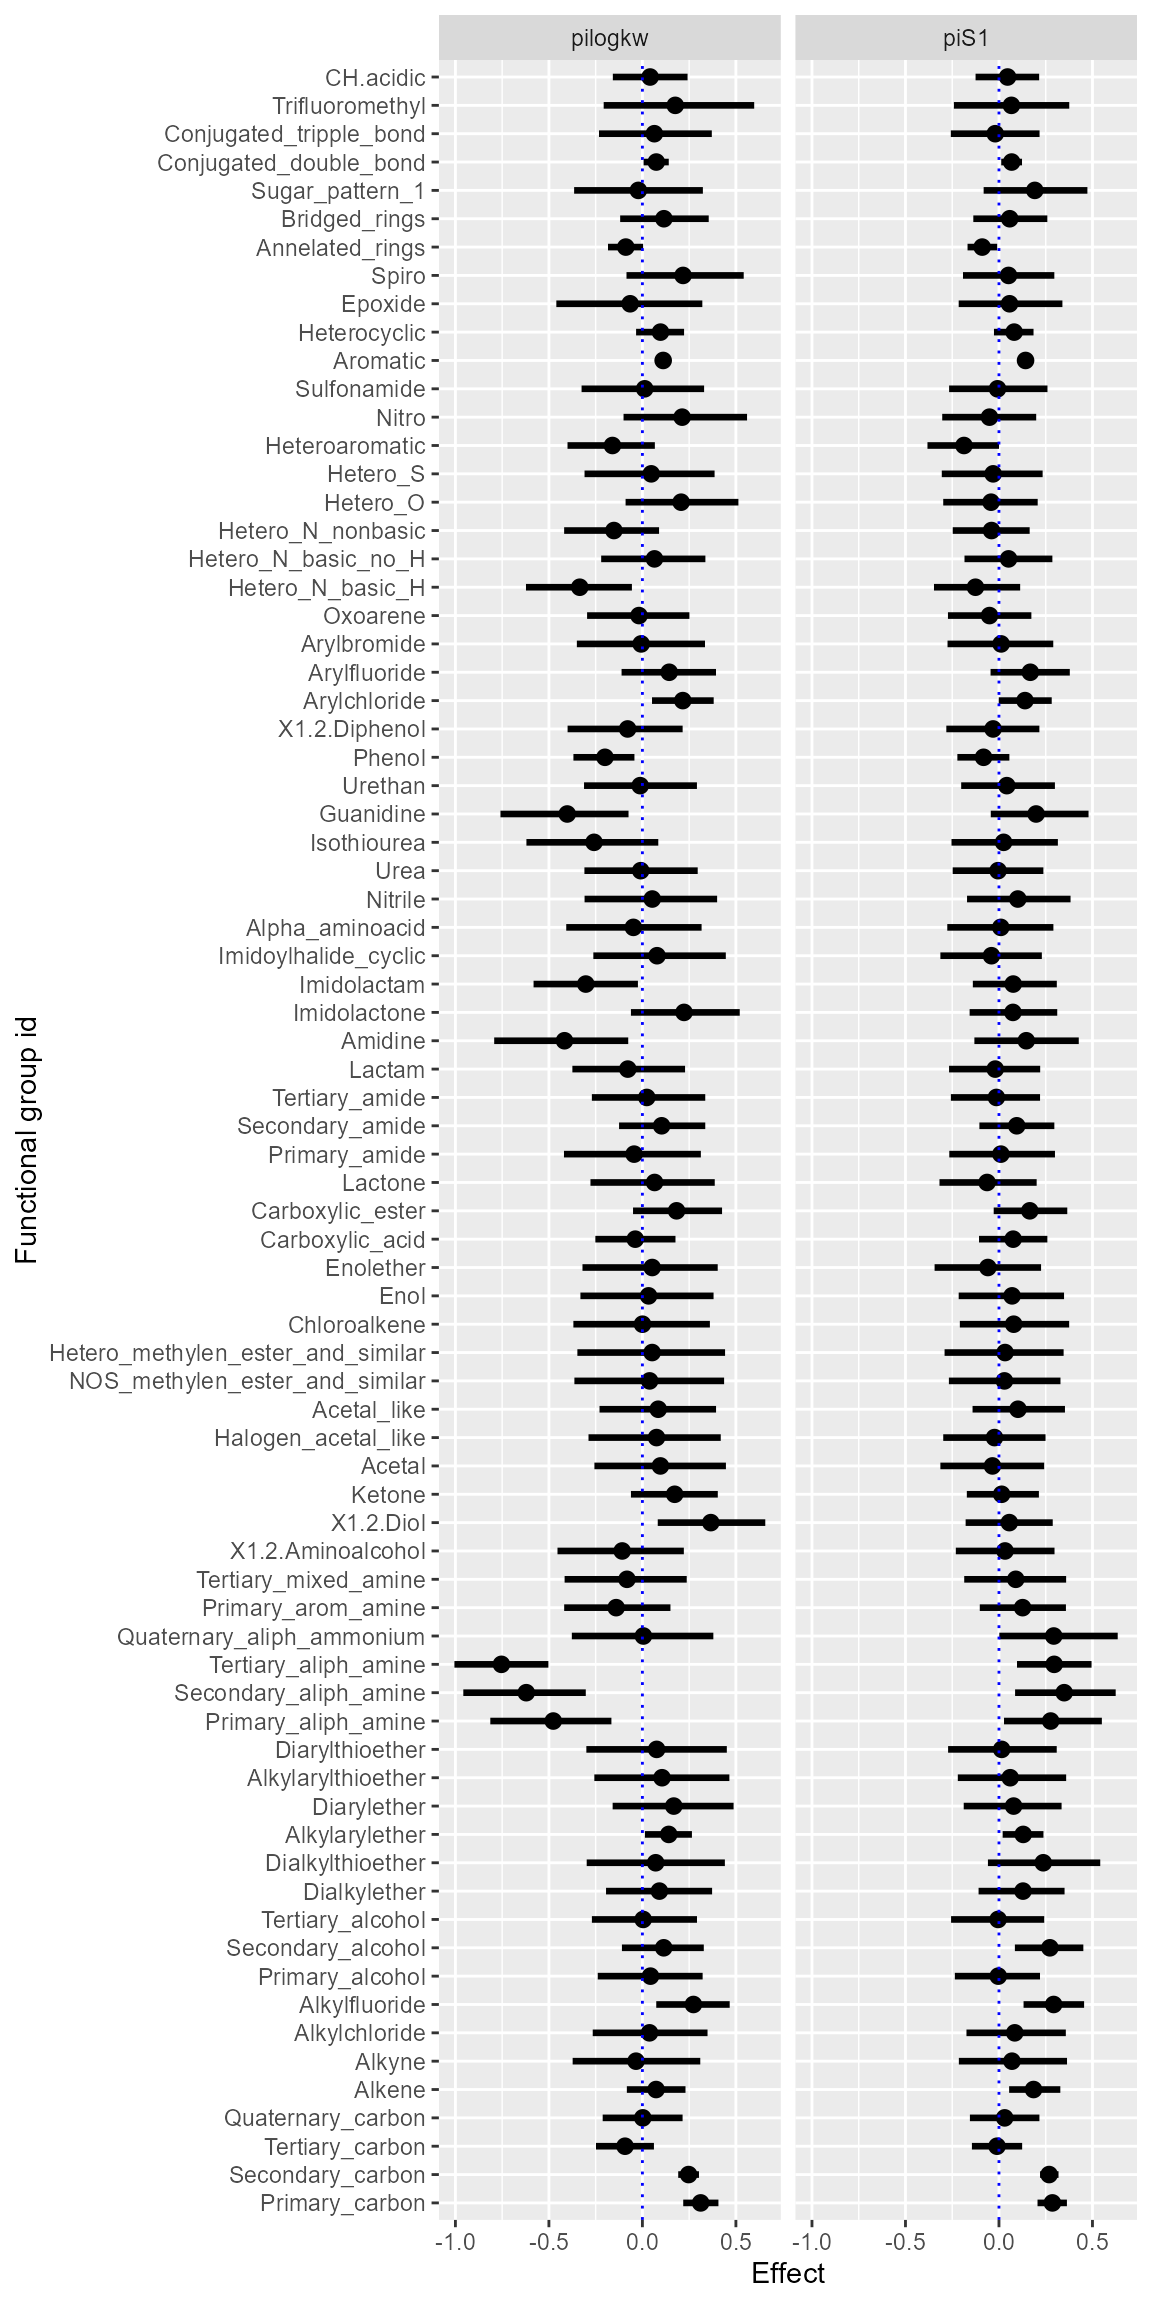 pilogkw
piS1
CH.acidic
Trifluoromethyl
Conjugated_tripple_bond
Conjugated_double_bond
Sugar_pattern_1
Bridged_rings
Annelated_rings
Spiro
Epoxide
Heterocyclic
Aromatic
Sulfonamide
Nitro
Heteroaromatic
Hetero_S
Hetero_O
Hetero_N_nonbasic
Hetero_N_basic_no_H
Hetero_N_basic_H
Oxoarene
Arylbromide
Arylfluoride
Arylchloride
X1.2.Diphenol
Phenol
Urethan
Guanidine
Isothiourea
Urea
Nitrile
Alpha_aminoacid
Imidoylhalide_cyclic
Imidolactam
Imidolactone
Amidine
Lactam
Tertiary_amide
Secondary_amide
Primary_amide
Lactone
Carboxylic_ester
Carboxylic_acid
Enolether
Enol
Chloroalkene
Hetero_methylen_ester_and_similar
NOS_methylen_ester_and_similar
Acetal_like
Halogen_acetal_like
Acetal
Ketone
X1.2.Diol
X1.2.Aminoalcohol
Tertiary_mixed_amine
Primary_arom_amine
Quaternary_aliph_ammonium
Tertiary_aliph_amine
Secondary_aliph_amine
Primary_aliph_amine
Diarylthioether
Alkylarylthioether
Diarylether
Alkylarylether
Dialkylthioether
Dialkylether
Tertiary_alcohol
Secondary_alcohol
Primary_alcohol
Alkylfluoride
Alkylchloride
Alkyne
Alkene
Quaternary_carbon
Tertiary_carbon
Secondary_carbon
Primary_carbon
Functional group id
-1.0 -0.5 0.0 0.5
-1.0 -0.5 0.0 0.5
Effect